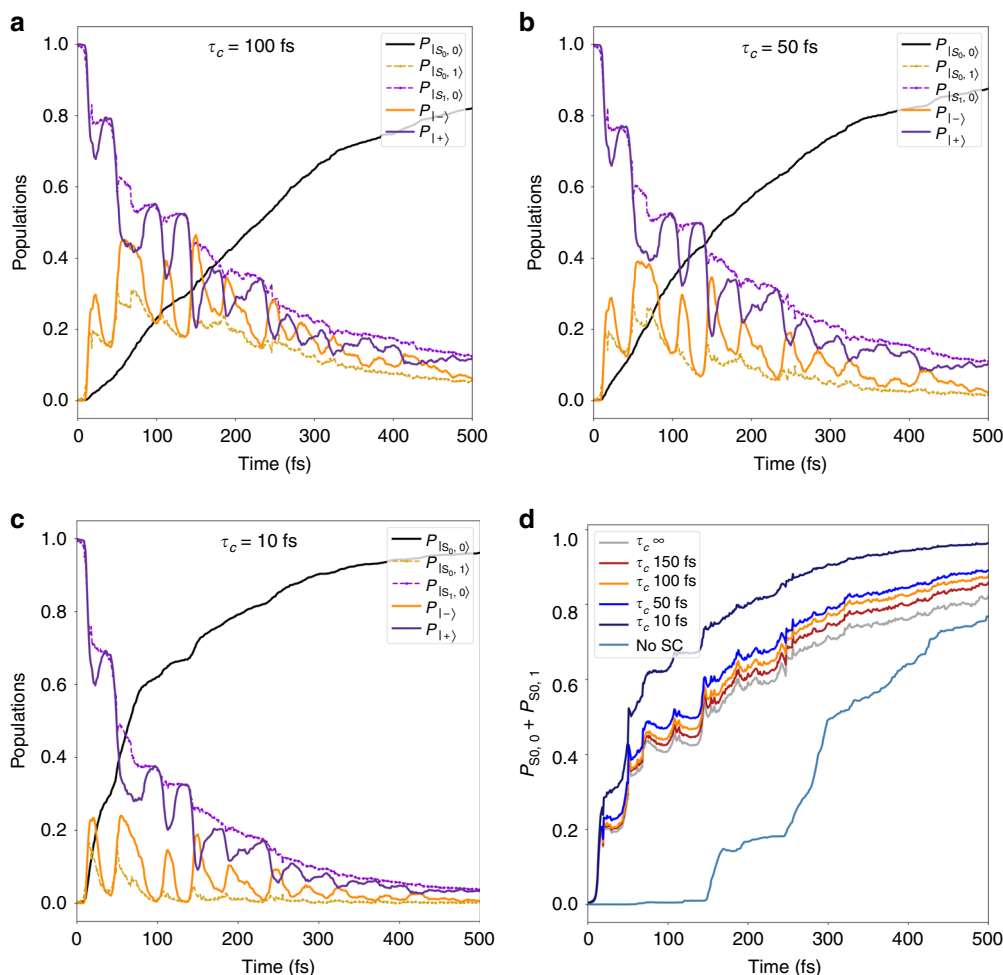 a
τc = 100 fs
P|S0, 0⟩
P|S0, 1⟩
P|S1, 0⟩
P|−⟩
P|+⟩
Populations
1.0
0.8
0.6
0.4
0.2
0.0
0 100 200 300 400 500
Time (fs)
b
τc = 50 fs
P|S0, 0⟩
P|S0, 1⟩
P|S1, 0⟩
P|−⟩
P|+⟩
Populations
1.0
0.8
0.6
0.4
0.2
0.0
0 100 200 300 400 500
Time (fs)
c
τc = 10 fs
P|S0, 0⟩
P|S0, 1⟩
P|S1, 0⟩
P|−⟩
P|+⟩
Populations
1.0
0.8
0.6
0.4
0.2
0.0
0 100 200 300 400 500
Time (fs)
d
τc ∞
τc 150 fs
τc 100 fs
τc 50 fs
τc 10 fs
No SC
PS0, 0 + PS0, 1
1.0
0.8
0.6
0.4
0.2
0.0
0 100 200 300 400 500
Time (fs)